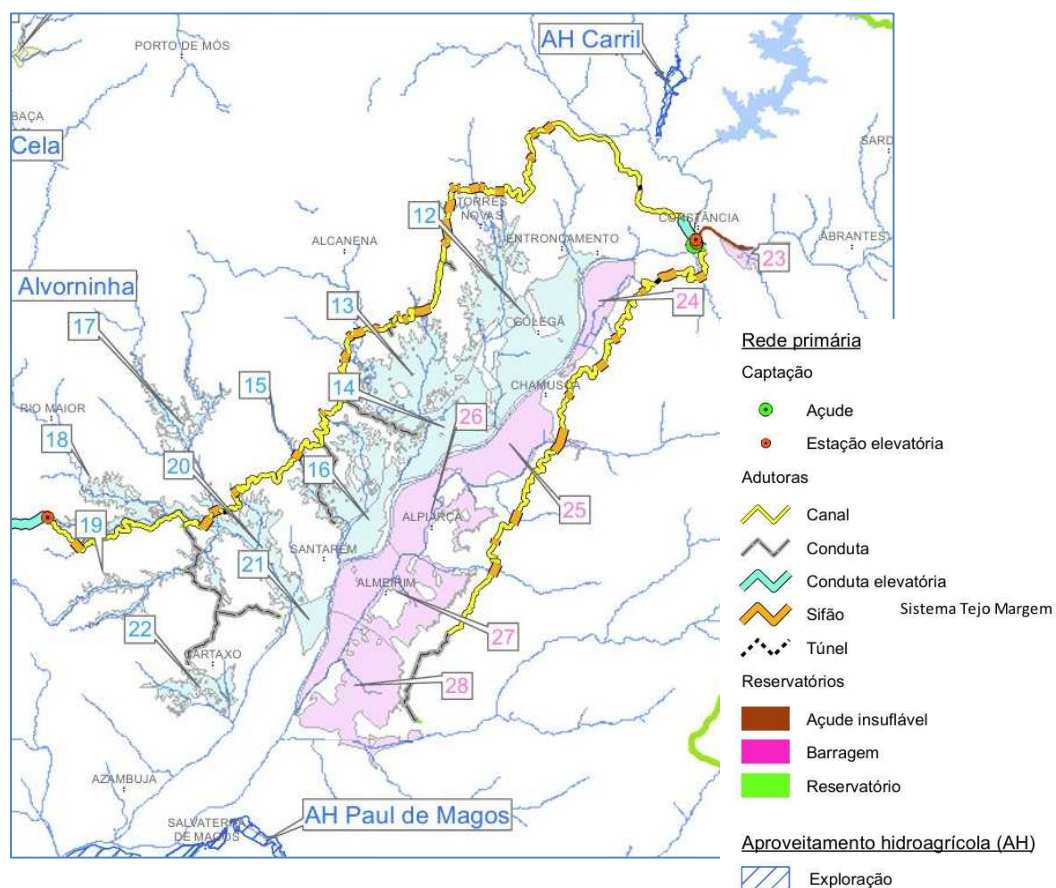 PORTO DE MÓS
AH Carril
BAÇA
Cela
SARD
TORRES
NOVAS
12
CONSTÂNCIA
ALCANENA
ENTRONCAMENTO
ABRANTES
23
Alvorninha
13
24
17
GOLEGÃ
15
14
CHAMUSCA
26
RIO MAIOR
18
20
16
25
ALPIARÇA
19
SANTARÉM
21
ALMEIRIM
27
22
CARTAXO
28
AZAMBUJA
SALVATERRA
DE MAGOS
AH Paul de Magos
Rede primária
Captação
Açude
Estação elevatória
Adutoras
Canal
Conduta
Conduta elevatória
Sifão
Sistema Tejo Margem
Túnel
Reservatórios
Açude insuflável
Barragem
Reservatório
Aproveitamento hidroagrícola (AH)
Exploração